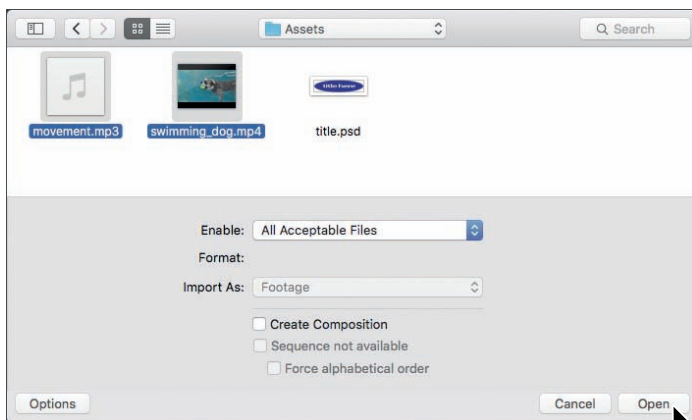 Assets
Search
movement.mp3
swimming_dog.mp4
title.psd
Enable: All Acceptable Files
Format:
Import As: Footage
Create Composition
Sequence not available
Force alphabetical order
Options
Cancel
Open